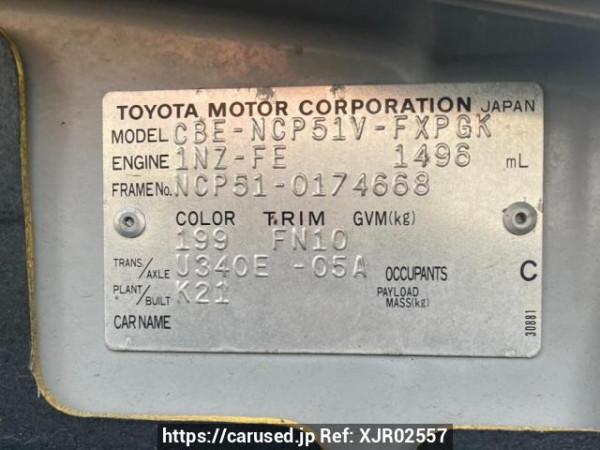 TOYOTA MOTOR CORPORATION JAPAN
MODEL CBE-NCP51V-FXPGK
ENGINE 1NZ-FE 1496 mL
FRAME No. NCP51-0174668
COLOR TRIM GVM(kg)
199 FN10
TRANS/AXLE U340E -05A OCCUPANTS C
PLANT/BUILT K21 PAYLOAD MASS(kg)
CAR NAME
30881
https://carused.jp Ref: XJR02557